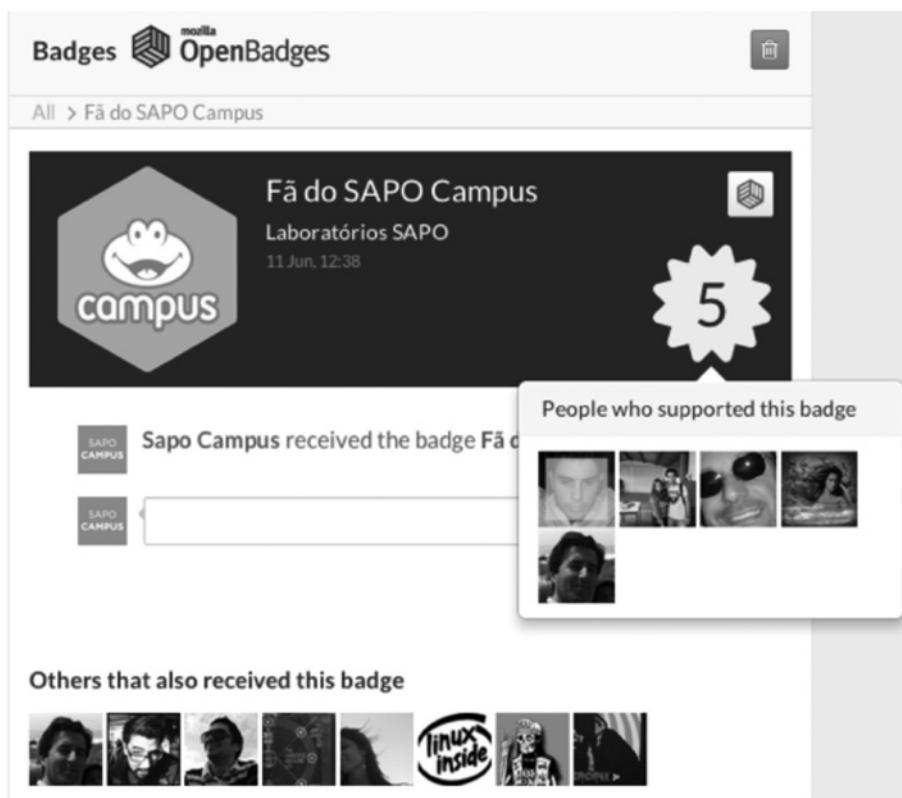 Badges mozilla OpenBadges
All > Fã do SAPO Campus
Fã do SAPO Campus
Laboratórios SAPO
11 Jun, 12:38
campus
5
People who supported this badge
SAPO CAMPUS
Sapo Campus received the badge Fã d
SAPO CAMPUS
Others that also received this badge
linux
inside